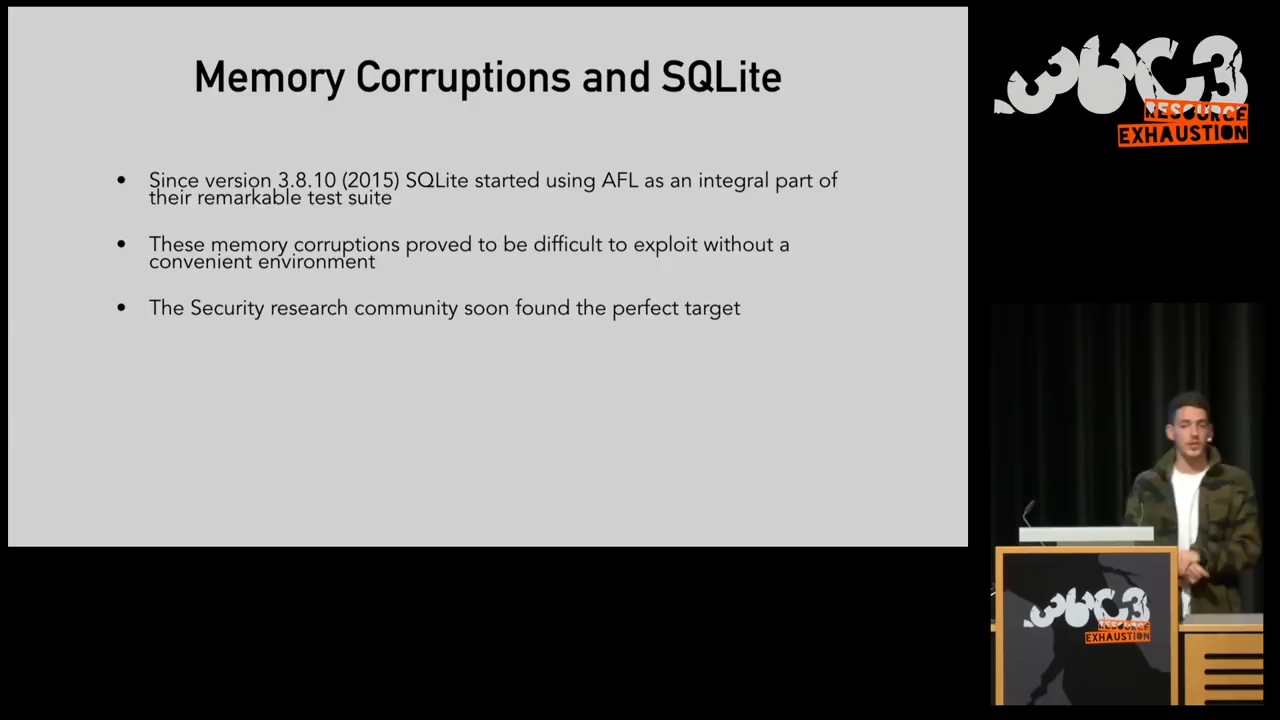 Memory Corruptions and SQLite
• Since version 3.8.10 (2015) SQLite started using AFL as an integral part of
their remarkable test suite
• These memory corruptions proved to be difficult to exploit without a
convenient environment
• The Security research community soon found the perfect target
36C3
RESOURCE
EXHAUSTION
36C3
RESOURCE
EXHAUSTION